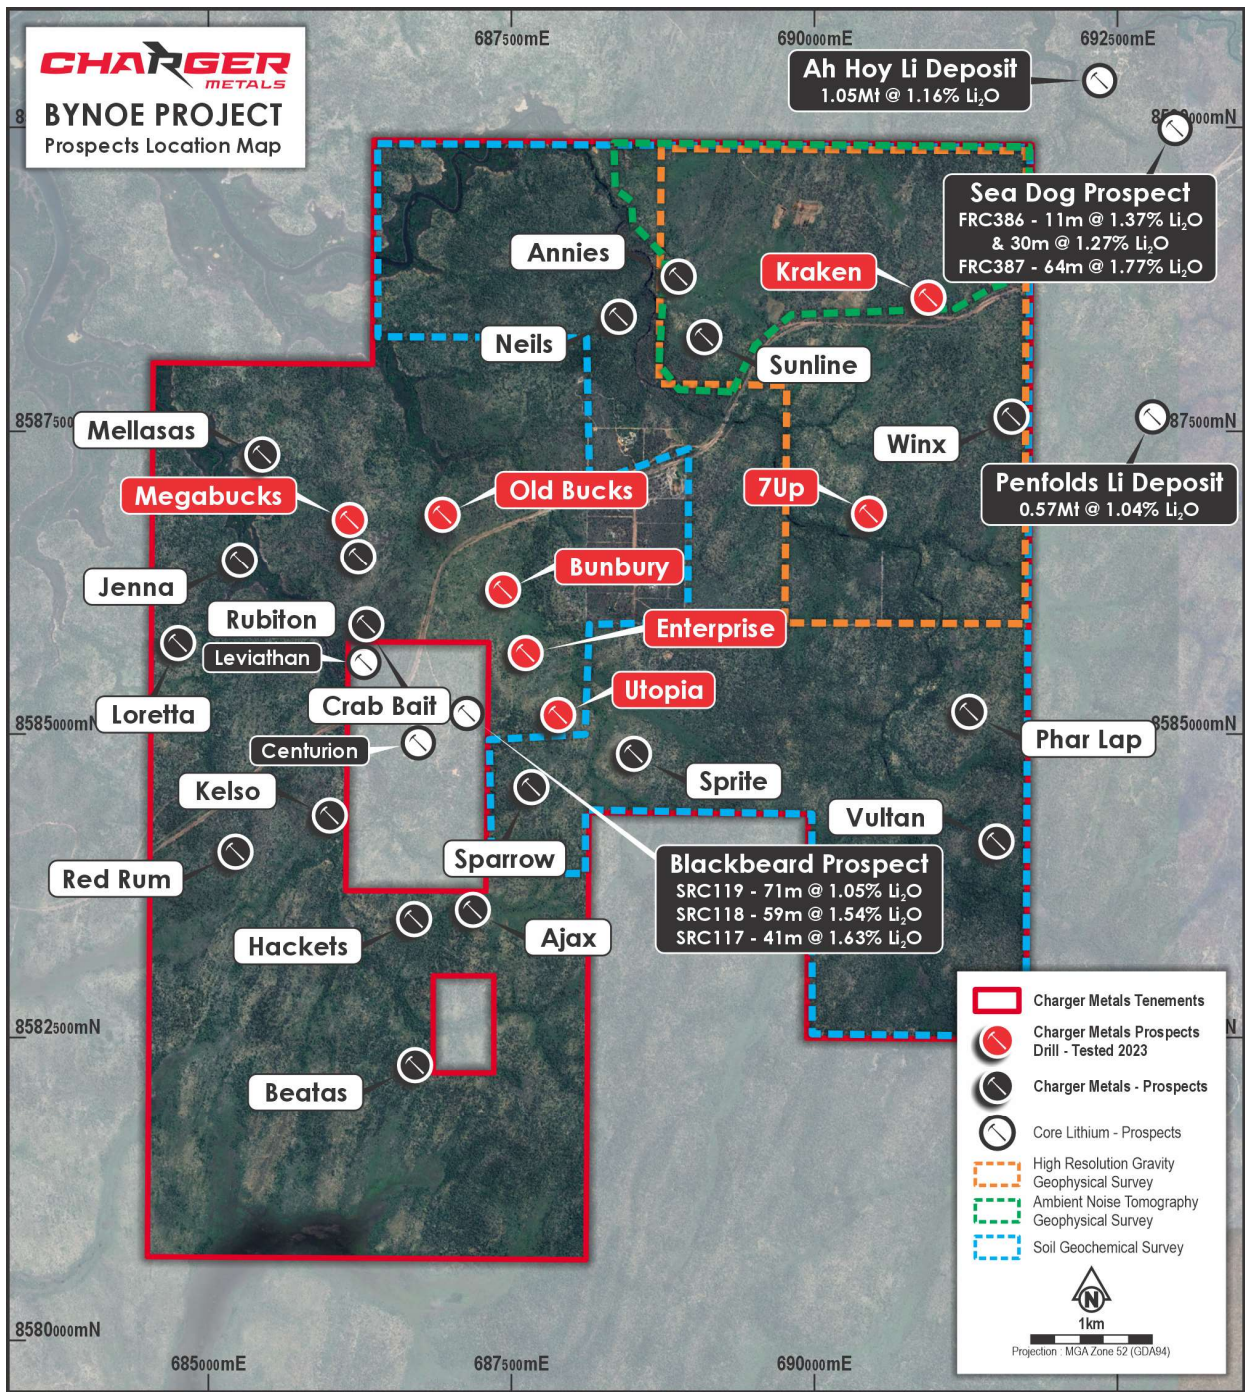 CHARGER
METALS
BYNOE PROJECT
Prospects Location Map
687500mE
690000mE
692500mE
Ah Hoy Li Deposit
1.05Mt @ 1.16% Li2O
000mN
Sea Dog Prospect
FRC386 - 11m @ 1.37% Li2O
& 30m @ 1.27% Li2O
FRC387 - 64m @ 1.77% Li2O
Annies
Kraken
Neils
Sunline
8587500mN
87500mN
Mellasas
Winx
Megabucks
Old Bucks
7Up
Penfolds Li Deposit
0.57Mt @ 1.04% Li2O
Jenna
Bunbury
Rubiton
Enterprise
Leviathan
Loretta
Crab Bait
Utopia
8585000mN
8585000mN
Centurion
Phar Lap
Kelso
Sprite
Vultan
Red Rum
Sparrow
Blackbeard Prospect
SRC119 - 71m @ 1.05% Li2O
SRC118 - 59m @ 1.54% Li2O
SRC117 - 41m @ 1.63% Li2O
Hackets
Ajax
8582500mN
N
Beatas
Charger Metals Tenements
Charger Metals Prospects
Drill - Tested 2023
Charger Metals - Prospects
Core Lithium - Prospects
High Resolution Gravity
Geophysical Survey
Ambient Noise Tomography
Geophysical Survey
Soil Geochemical Survey
N
1km
Projection : MGA Zone 52 (GDA94)
8580000mN
685000mE
687500mE
690000mE